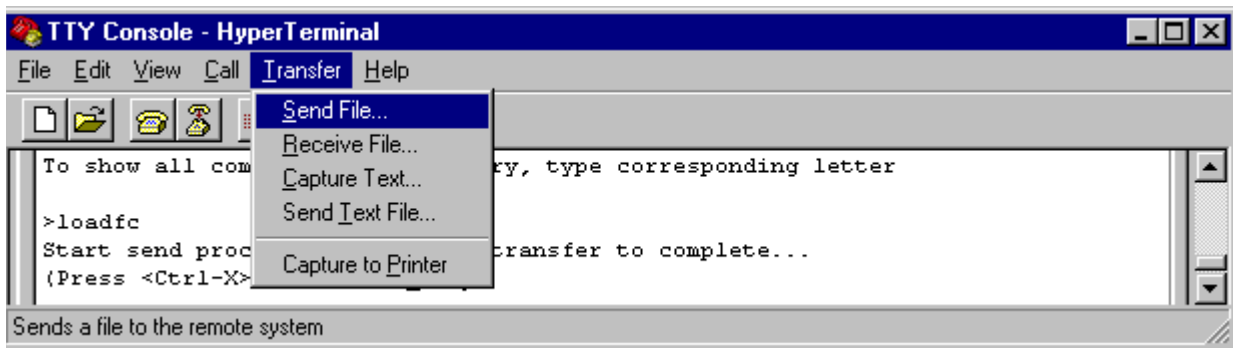 TTY Console - HyperTerminal
File Edit View Call Transfer Help
Send File...
Receive File...
Capture Text...
Send Text File...
Capture to Printer
To show all com ry, type corresponding letter
>loadfc
Start send proc transfer to complete...
(Press <Ctrl-X>
Sends a file to the remote system